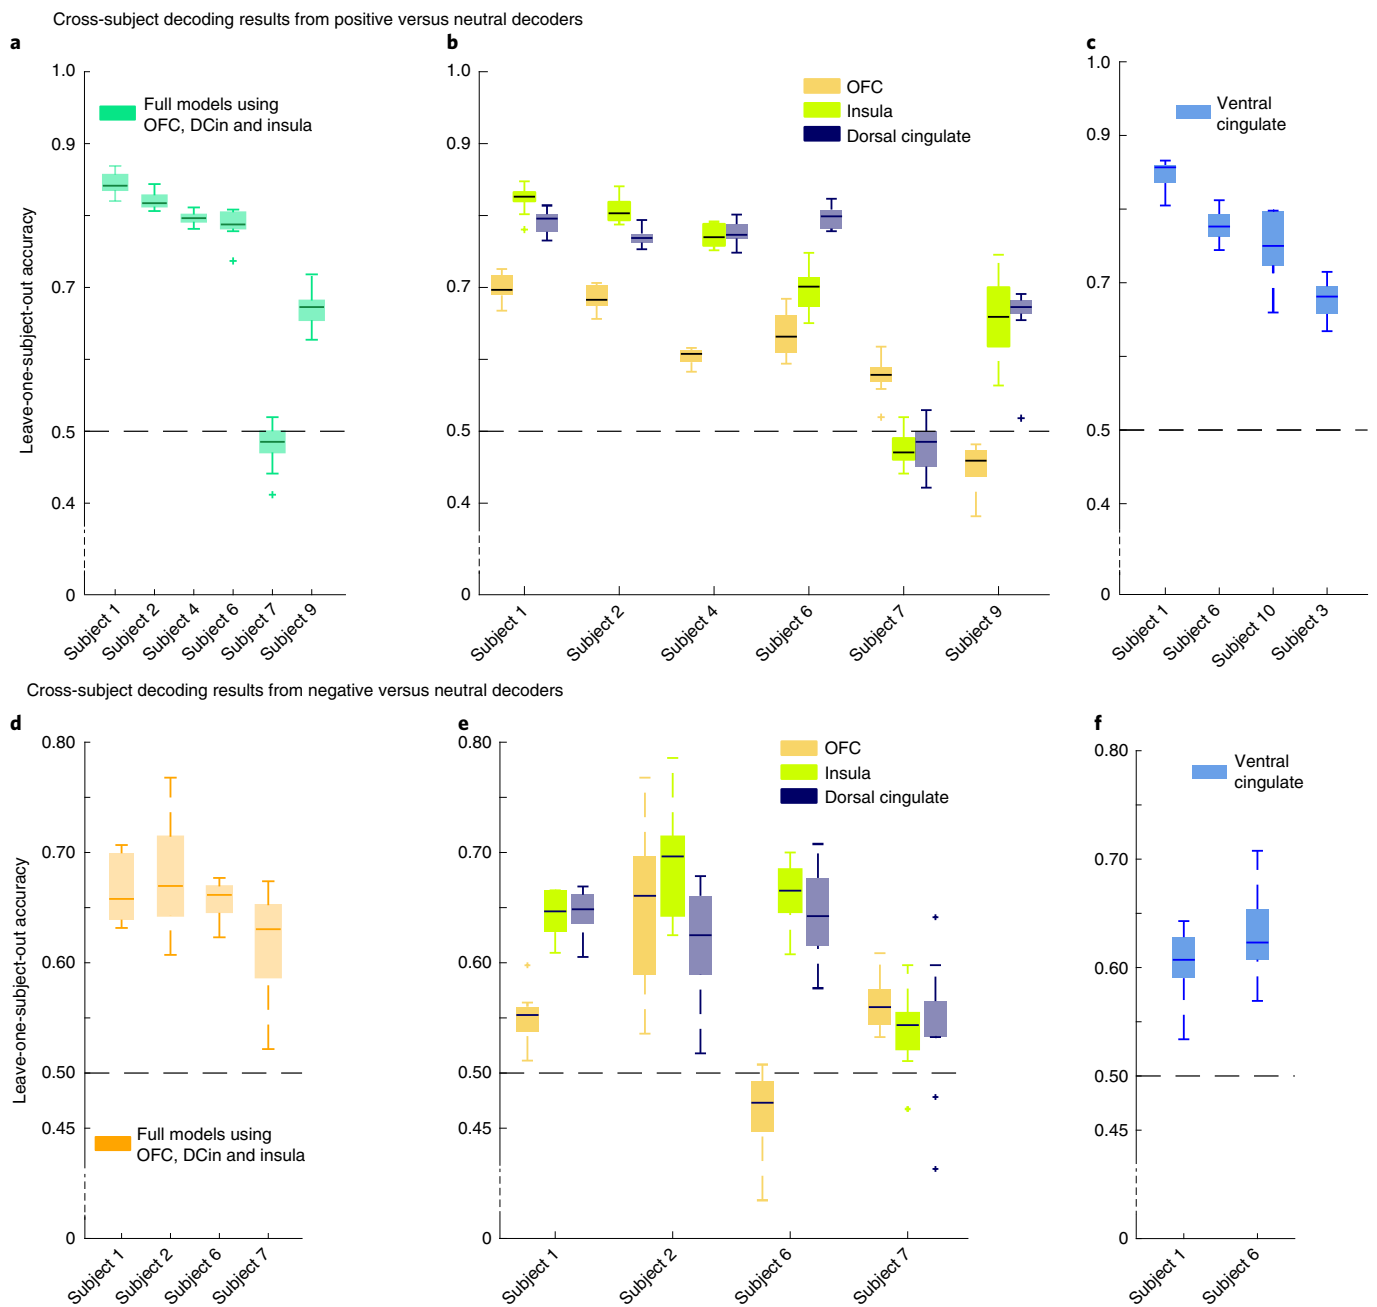 Cross-subject decoding results from positive versus neutral decoders
a
Leave-one-subject-out accuracy
1.0
0.9
0.7
0.5
0.4
0
Full models using
OFC, DCin and insula
Subject 1
Subject 2
Subject 4
Subject 6
Subject 7
Subject 9
b
1.0
0.9
0.7
0.5
0.4
0
OFC
Insula
Dorsal cingulate
Subject 1
Subject 2
Subject 4
Subject 6
Subject 7
Subject 9
c
1.0
0.9
0.7
0.5
0.4
0
Ventral
cingulate
Subject 1
Subject 6
Subject 10
Subject 3
Cross-subject decoding results from negative versus neutral decoders
d
Leave-one-subject-out accuracy
0.80
0.70
0.60
0.50
0.45
0
Full models using
OFC, DCin and insula
Subject 1
Subject 2
Subject 6
Subject 7
e
0.80
0.70
0.60
0.50
0.45
0
OFC
Insula
Dorsal cingulate
Subject 1
Subject 2
Subject 6
Subject 7
f
0.80
0.70
0.60
0.50
0.45
0
Ventral
cingulate
Subject 1
Subject 6